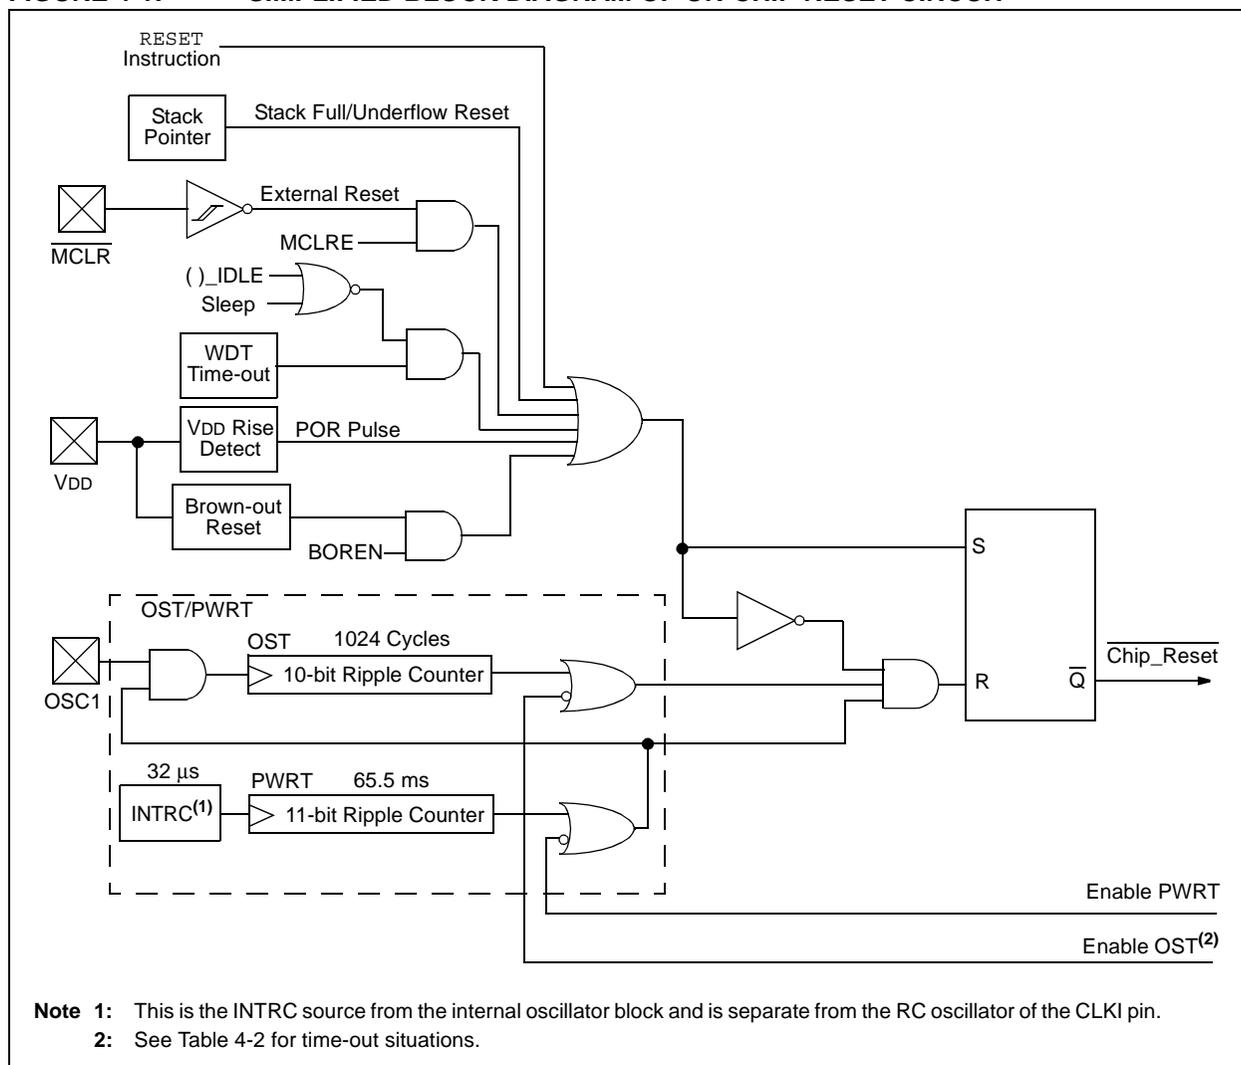 RESET
Instruction
Stack
Pointer
Stack Full/Underflow Reset
External Reset
MCLR
MCLRE
( )_IDLE
Sleep
WDT
Time-out
VDD Rise
Detect
POR Pulse
VDD
Brown-out
Reset
BOREN
S
OST/PWRT
OST
1024 Cycles
10-bit Ripple Counter
OSC1
R
Q
Chip_Reset
32 μs
PWRT
65.5 ms
INTRC(1)
11-bit Ripple Counter
Enable PWRT
Enable OST(2)
Note 1: This is the INTRC source from the internal oscillator block and is separate from the RC oscillator of the CLKI pin.
2: See Table 4-2 for time-out situations.